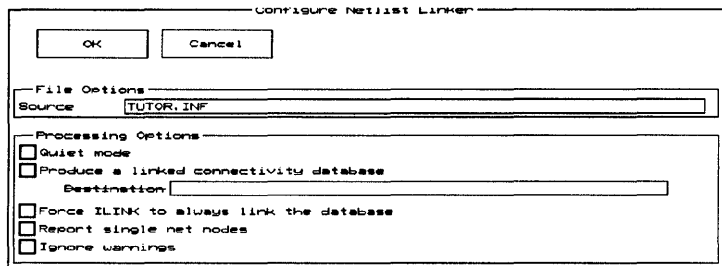 Configure Netlist Linker
OK Cancel
File Options
Source TUTOR.INF
Processing Options
Quiet mode
Produce a linked connectivity database
Destination
Force ILINK to always link the database
Report single net nodes
Ignore warnings